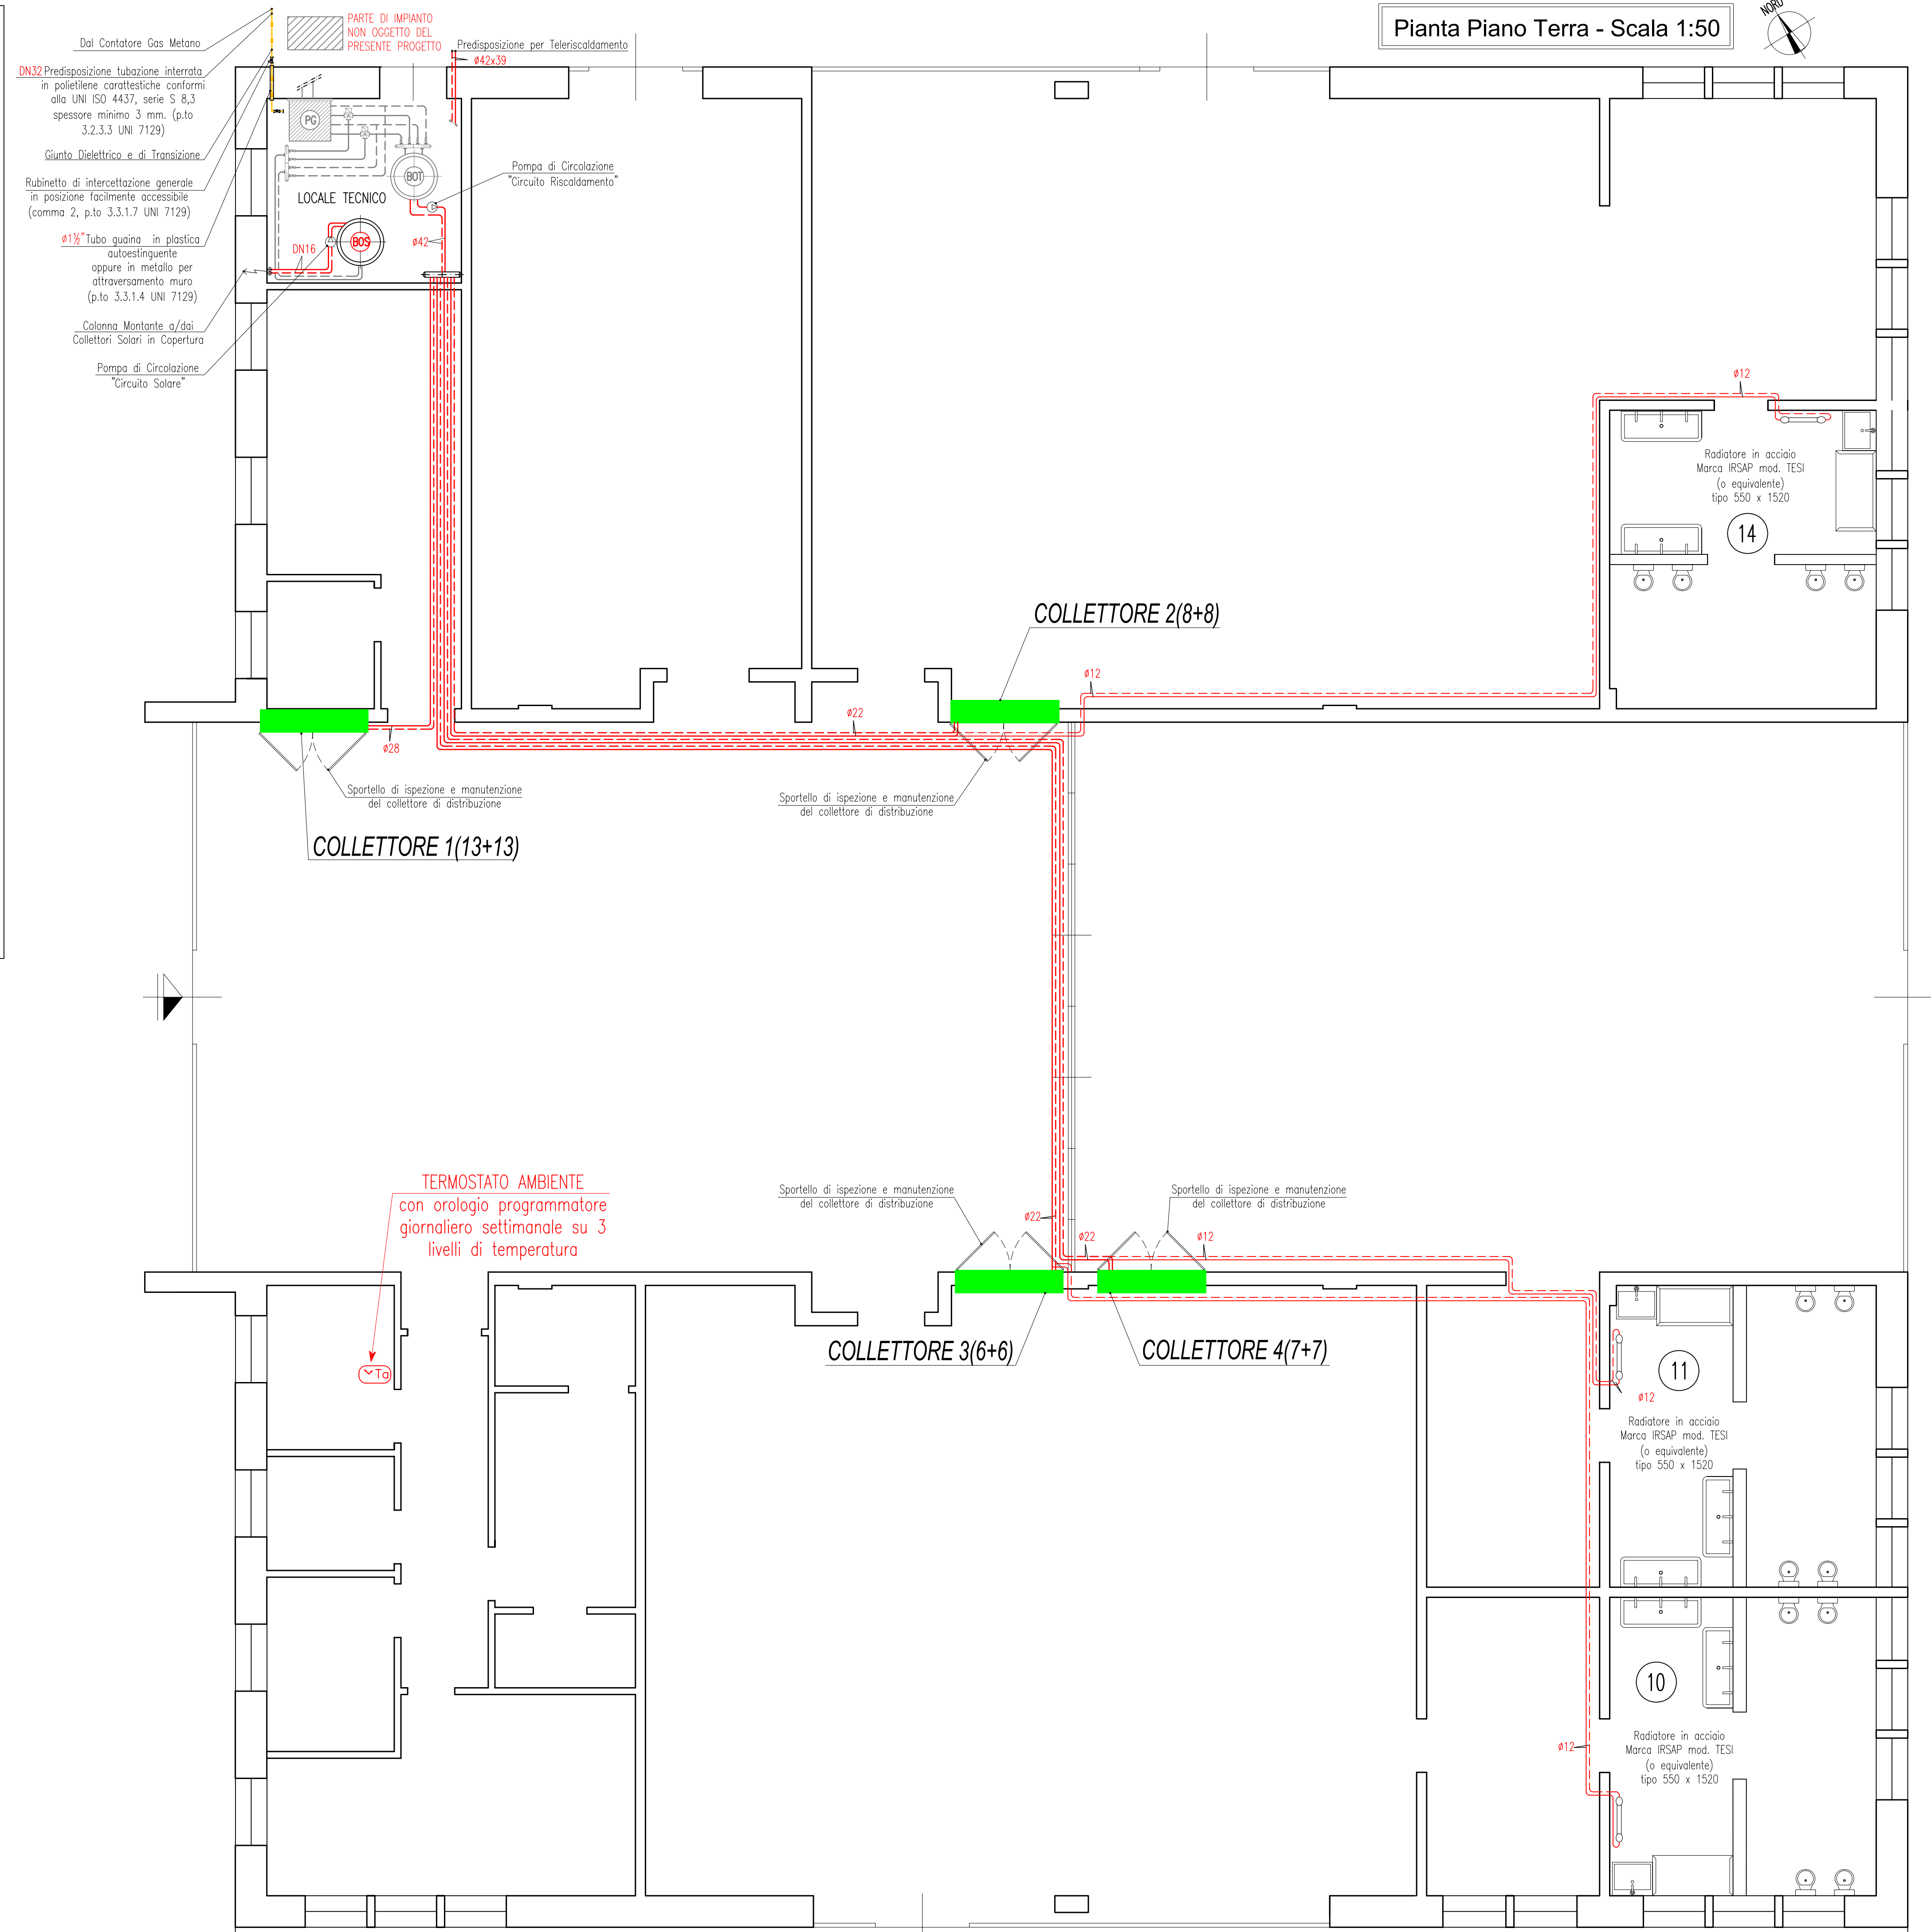 Pianta Piano Terra - Scala 1:50
NORD
PARTE DI IMPIANTO
NON OGGETTO DEL
PRESENTE PROGETTO
Predisposizione per Teleriscaldamento
ø42x39
Dal Contatore Gas Metano
DN32 Predisposizione tubazione interrata
in polietilene carattestiche conformi
alla UNI ISO 4437, serie S 8,3
spessore minimo 3 mm. (p.to
3.2.3.3 UNI 7129)
Giunto Dielettrico e di Transizione
Rubinetto di intercettazione generale
in posizione facilmente accessibile
(comma 2, p.to 3.3.1.7 UNI 7129)
ø1½" Tubo guaina in plastica
autoestinguente
oppure in metallo per
attraversamento muro
(p.to 3.3.1.4 UNI 7129)
Colonna Montante a/dai
Collettori Solari in Copertura
Pompa di Circolazione
"Circuito Solare"
PG
BOT
Pompa di Circolazione
"Circuito Riscaldamento"
LOCALE TECNICO
BOS
DN16
ø42
ø12
Radiatore in acciaio
Marca IRSAP mod. TESI
(o equivalente)
tipo 550 x 1520
14
COLLETTORE 2(8+8)
ø12
ø22
ø28
Sportello di ispezione e manutenzione
del collettore di distribuzione
Sportello di ispezione e manutenzione
del collettore di distribuzione
COLLETTORE 1(13+13)
TERMOSTATO AMBIENTE
con orologio programmatore
giornaliero settimanale su 3
livelli di temperatura
Ta
Sportello di ispezione e manutenzione
del collettore di distribuzione
Sportello di ispezione e manutenzione
del collettore di distribuzione
ø22
ø22
ø12
COLLETTORE 3(6+6)
COLLETTORE 4(7+7)
11
ø12
Radiatore in acciaio
Marca IRSAP mod. TESI
(o equivalente)
tipo 550 x 1520
10
Radiatore in acciaio
Marca IRSAP mod. TESI
(o equivalente)
tipo 550 x 1520
ø12